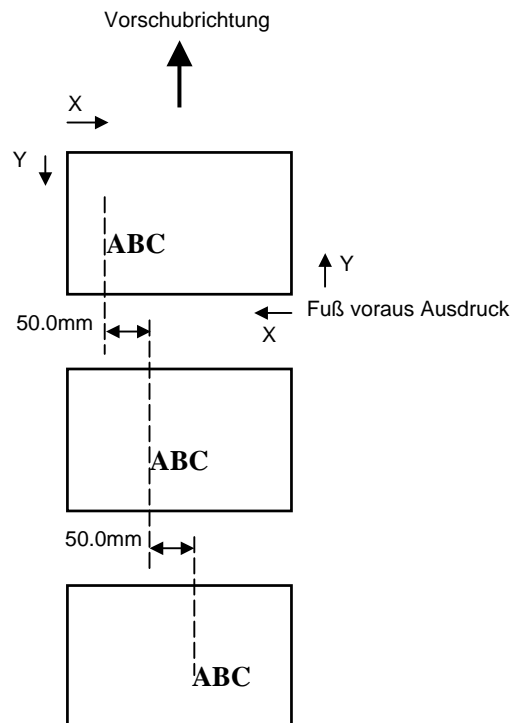 Vorschubrichtung
X
Y
ABC
Y
Fuß voraus Ausdruck
X
50.0mm
ABC
50.0mm
ABC